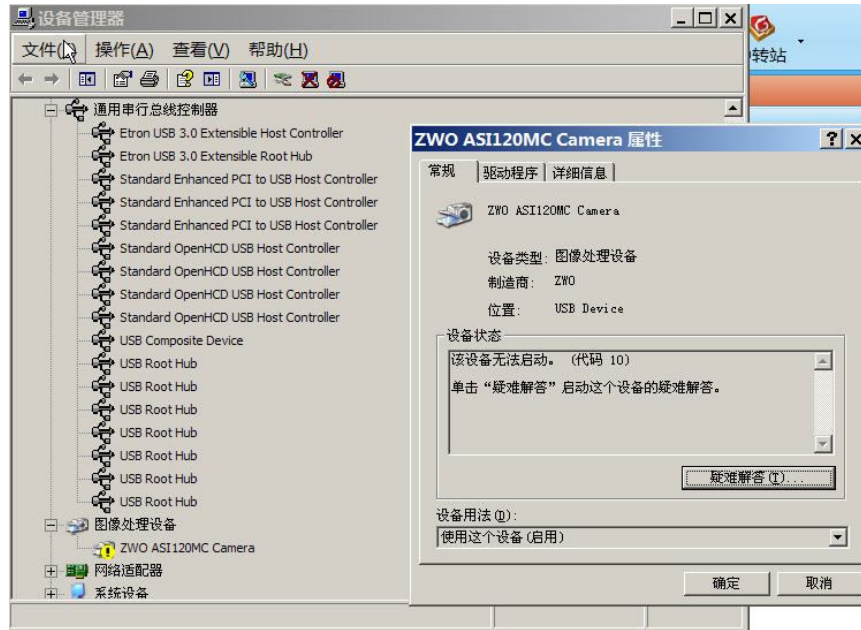 设备管理器
文件(F) 操作(A) 查看(V) 帮助(H)
转站
通用串行总线控制器
Etron USB 3.0 Extensible Host Controller
Etron USB 3.0 Extensible Root Hub
Standard Enhanced PCI to USB Host Controller
Standard Enhanced PCI to USB Host Controller
Standard Enhanced PCI to USB Host Controller
Standard OpenHCD USB Host Controller
Standard OpenHCD USB Host Controller
Standard OpenHCD USB Host Controller
Standard OpenHCD USB Host Controller
USB Composite Device
USB Root Hub
USB Root Hub
USB Root Hub
USB Root Hub
USB Root Hub
USB Root Hub
USB Root Hub
图像处理设备
ZWO ASI120MC Camera
网络适配器
系统设备
ZWO ASI120MC Camera 属性
常规 驱动程序 详细信息
ZWO ASI120MC Camera
设备类型: 图像处理设备
制造商: ZWO
位置: USB Device
设备状态
该设备无法启动。 (代码 10)
单击“疑难解答”启动这个设备的疑难解答。
疑难解答(T)...
设备用法(D):
使用这个设备(启用)
确定 取消